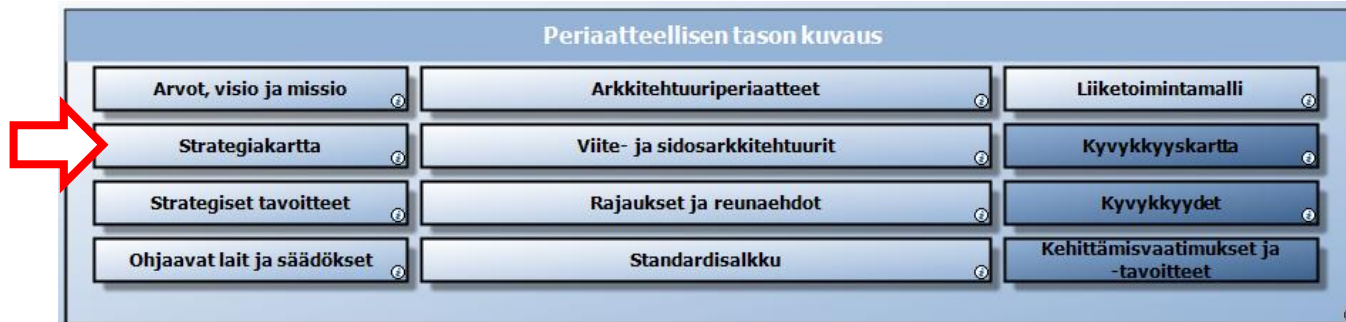 Periaatteellisen tason kuvaus
Arvot, visio ja missio
Arkkitehtuuriperiaatteet
Liiketoimintamalli
Strategiakartta
Viite- ja sidosarkkitehtuurit
Kyvykkyyskartta
Strategiset tavoitteet
Rajaukset ja reunaehdot
Kyvykkyydet
Ohjaavat lait ja säädökset
Standardisalkku
Kehittämisvaatimukset ja
-tavoitteet